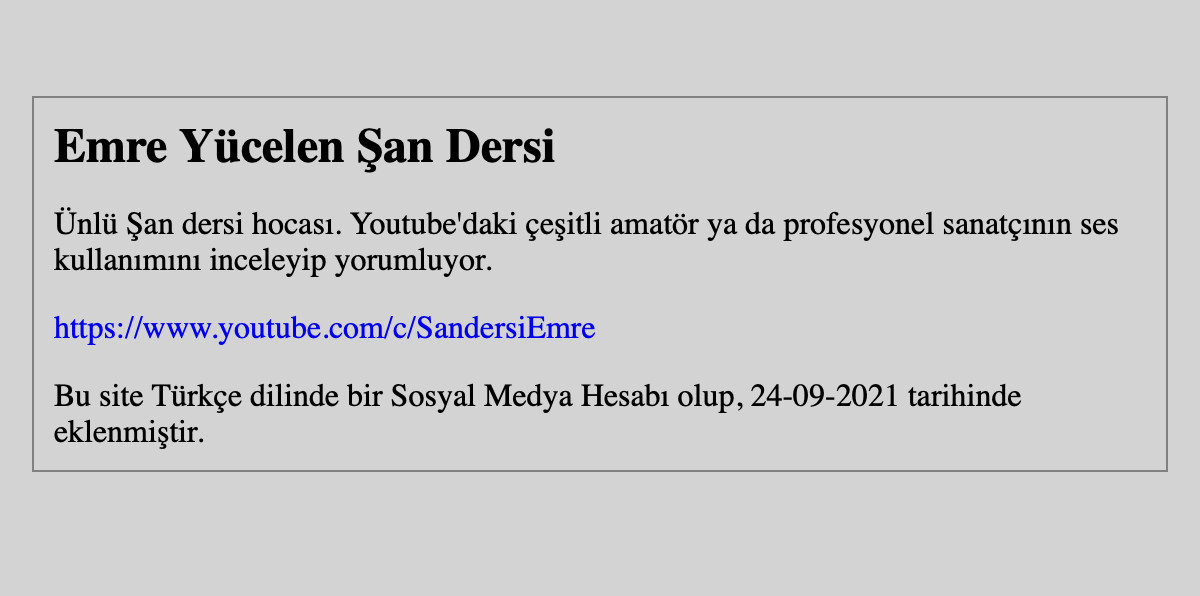 Emre Yücelen Şan Dersi
Ünlü Şan dersi hocası. Youtube'daki çeşitli amatör ya da profesyonel sanatçının ses
kullanımını inceleyip yorumluyor.
https://www.youtube.com/c/SandersiEmre
Bu site Türkçe dilinde bir Sosyal Medya Hesabı olup, 24-09-2021 tarihinde
eklenmiştir.